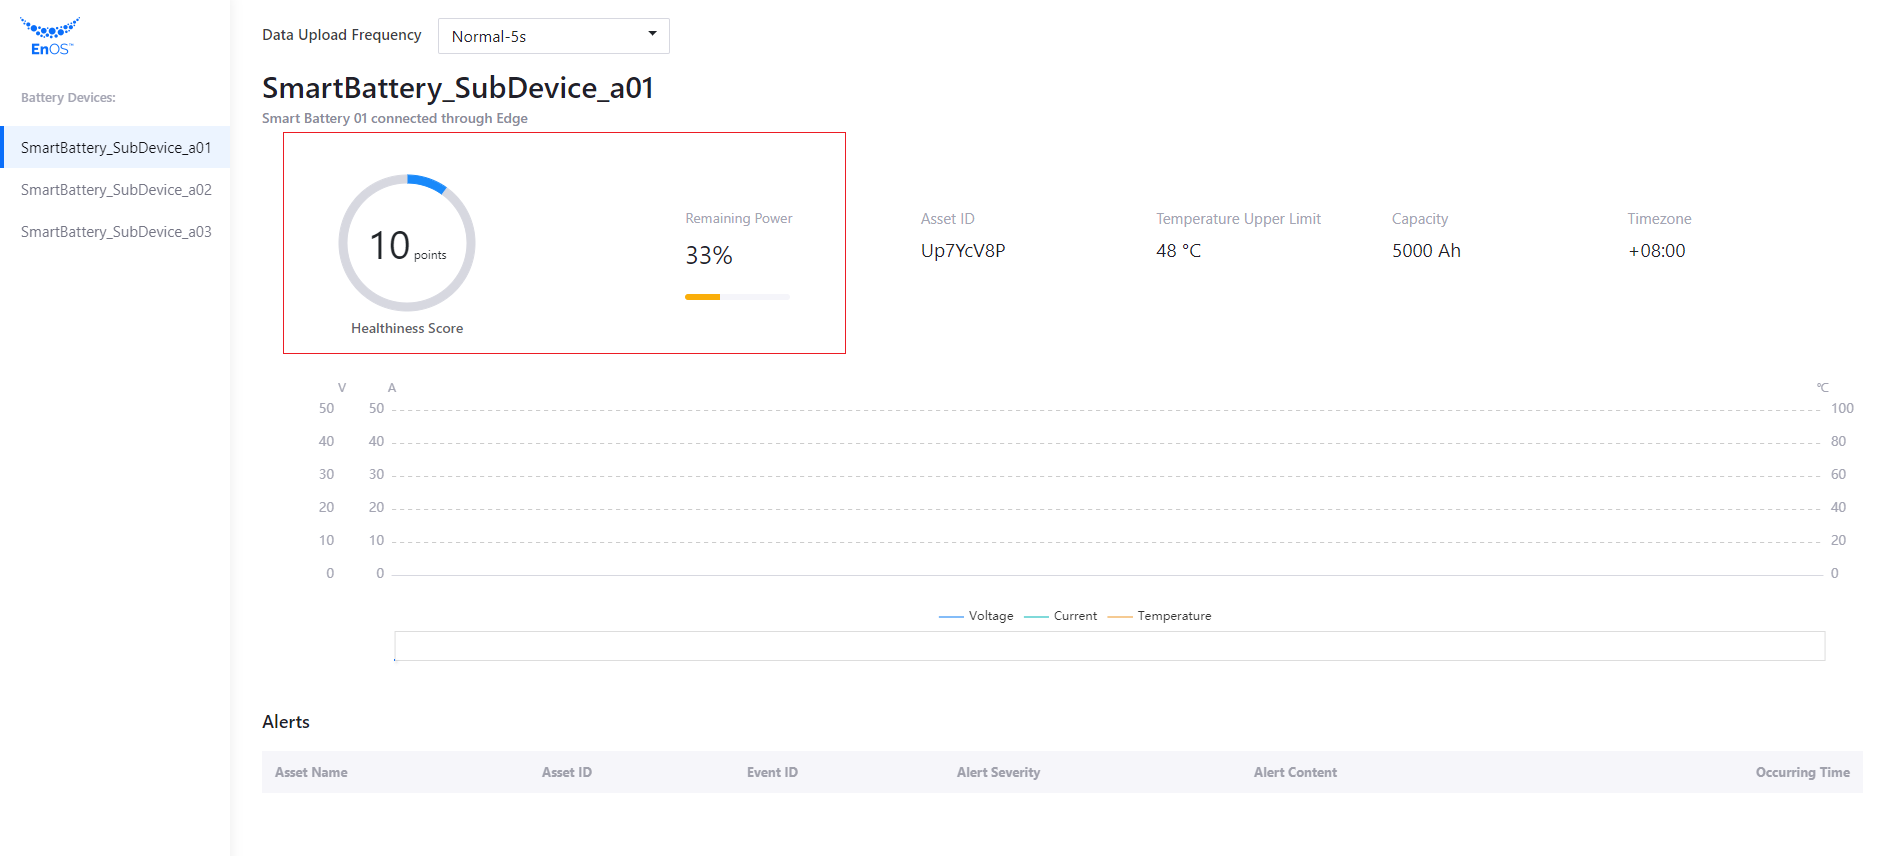 EnOS™
Battery Devices:
SmartBattery_SubDevice_a01
SmartBattery_SubDevice_a02
SmartBattery_SubDevice_a03
Data Upload Frequency Normal-5s
SmartBattery_SubDevice_a01
Smart Battery 01 connected through Edge
10 points
Healthiness Score
Remaining Power
33%
Asset ID
Up7YcV8P
Temperature Upper Limit
48 °C
Capacity
5000 Ah
Timezone
+08:00
V A °C
50 50 100
40 40 80
30 30 60
20 20 40
10 10 20
0 0 0
Voltage Current Temperature
Alerts
Asset Name Asset ID Event ID Alert Severity Alert Content Occurring Time